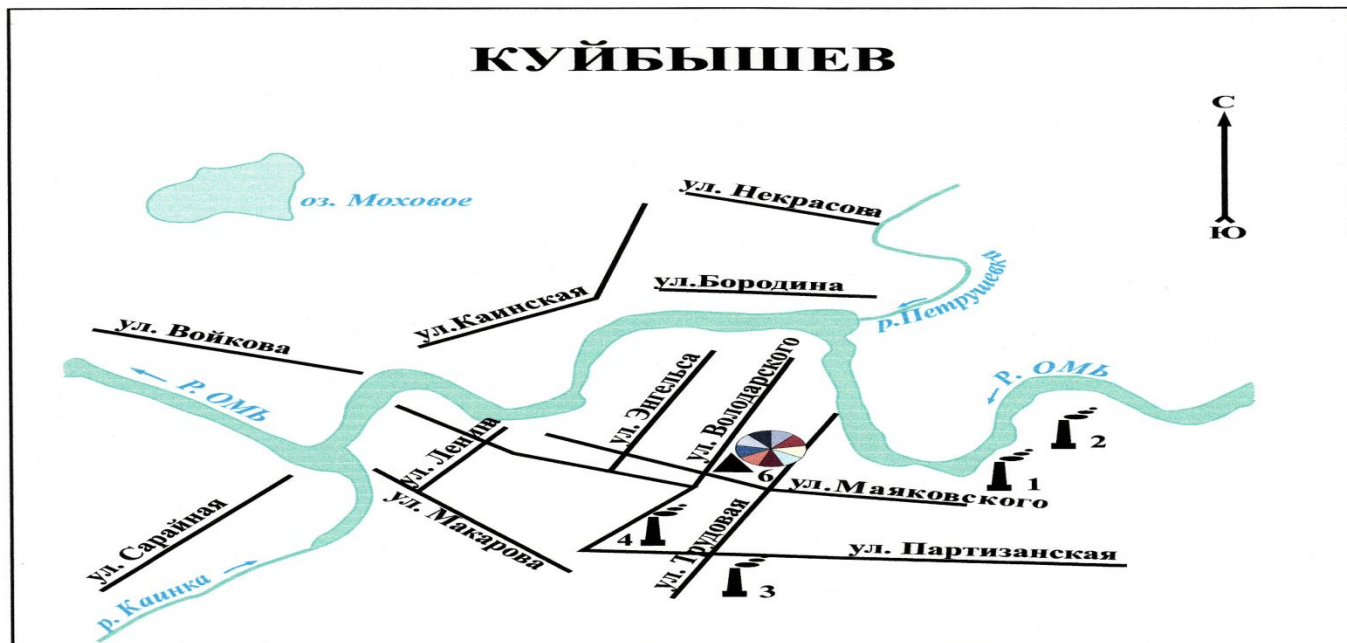 КУЙБЫШЕВ
С
Ю
оз. Моховое
ул. Некрасова
р.Петрушевка
ул.Бородина
ул.Каинская
ул. Войкова
Р. ОМЬ
Р. ОМЬ
ул. Энгельса
ул. Володарского
ул. Ленина
2
1
6
ул.Маяковского
ул. Макарова
4
ул. Трудовая
ул. Партизанская
3
ул. Сарайная
р. Каинка